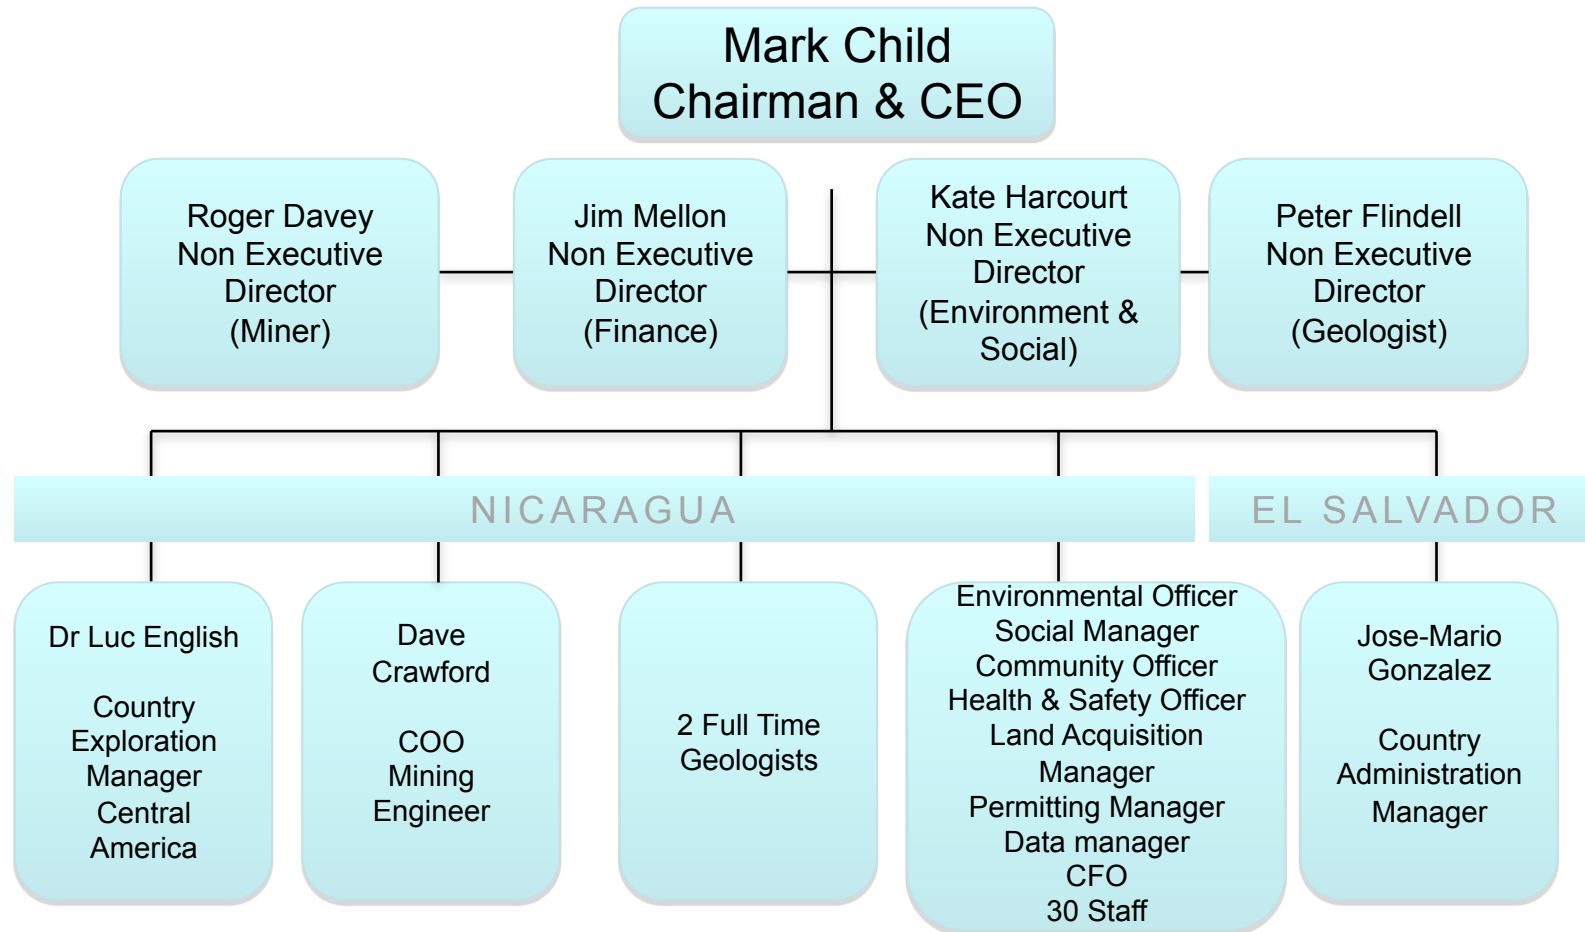 Mark Child
Chairman & CEO
Roger Davey
Non Executive
Director
(Miner)
Jim Mellon
Non Executive
Director
(Finance)
Kate Harcourt
Non Executive
Director
(Environment &
Social)
Peter Flindell
Non Executive
Director
(Geologist)
NICARAGUA
EL SALVADOR
Dr Luc English
Country
Exploration
Manager
Central
America
Dave
Crawford
COO
Mining
Engineer
2 Full Time
Geologists
Environmental Officer
Social Manager
Community Officer
Health & Safety Officer
Land Acquisition
Manager
Permitting Manager
Data manager
CFO
30 Staff
Jose-Mario
Gonzalez
Country
Administration
Manager